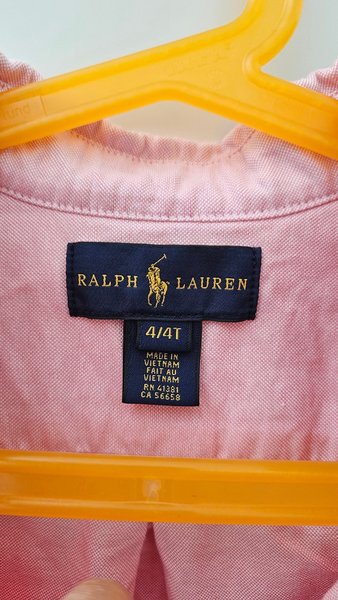 RALPH LAUREN
4/4T
MADE IN
VIETNAM
FAIT AU
VIETNAM
RN 41381
CA 56658